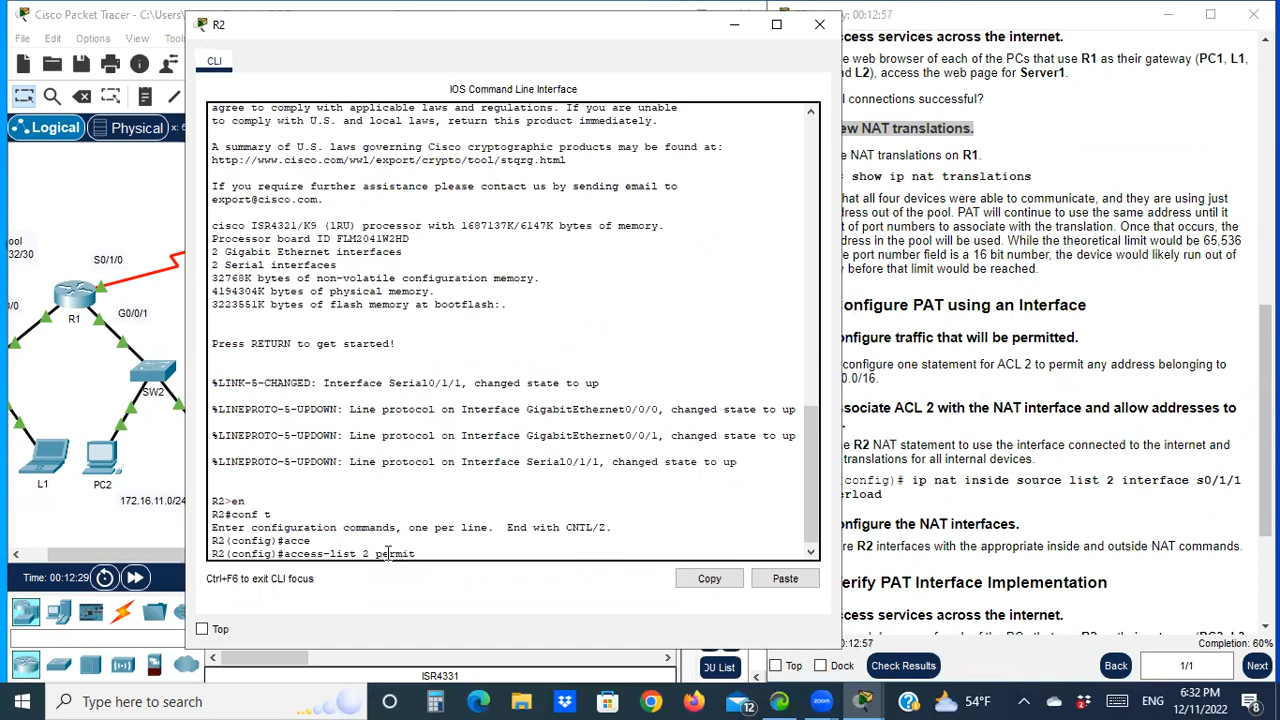 Cisco Packet Tracer - C:\
File Edit Options View Tools
Logical Physical x: 6
ool
32/30
S0/1/0
R1
G0/0/1
0/0
SW2
L1
PC2
172.16.11.0/24
Time: 00:12:29
R2
CLI
IOS Command Line Interface
agree to comply with applicable laws and regulations. If you are unable
to comply with U.S. and local laws, return this product immediately.
A summary of U.S. laws governing Cisco cryptographic products may be found at:
http://www.cisco.com/wwl/export/crypto/tool/stqrg.html
If you require further assistance please contact us by sending email to
export@cisco.com.
cisco ISR4321/K9 (1RU) processor with 1687137K/6147K bytes of memory.
Processor board ID FLM2041W2HD
2 Gigabit Ethernet interfaces
2 Serial interfaces
32768K bytes of non-volatile configuration memory.
4194304K bytes of physical memory.
3223551K bytes of flash memory at bootflash:.
Press RETURN to get started!
%LINK-5-CHANGED: Interface Serial0/1/1, changed state to up
%LINEPROTO-5-UPDOWN: Line protocol on Interface GigabitEthernet0/0/0, changed state to up
%LINEPROTO-5-UPDOWN: Line protocol on Interface GigabitEthernet0/0/1, changed state to up
%LINEPROTO-5-UPDOWN: Line protocol on Interface Serial0/1/1, changed state to up
R2>en
R2#conf t
Enter configuration commands, one per line. End with CNTL/Z.
R2(config)#acce
R2(config)#access-list 2 permit
Ctrl+F6 to exit CLI focus
Copy
Paste
Top
ISR4331
DU List
y: 00:12:57
cess services across the internet.
e web browser of each of the PCs that use R1 as their gateway (PC1, L1,
nd L2), access the web page for Server1.
l connections successful?
ew NAT translations.
e NAT translations on R1.
# show ip nat translations
hat all four devices were able to communicate, and they are using just
dress out of the pool. PAT will continue to use the same address until it
t of port numbers to associate with the translation. Once that occurs, the
dress in the pool will be used. While the theoretical limit would be 65,536
e port number field is a 16 bit number, the device would likely run out of
y before that limit would be reached.
onfigure PAT using an Interface
onfigure traffic that will be permitted.
configure one statement for ACL 2 to permit any address belonging to
0.0/16.
ssociate ACL 2 with the NAT interface and allow addresses to
.
e R2 NAT statement to use the interface connected to the internet and
translations for all internal devices.
(config)# ip nat inside source list 2 interface s0/1/1
erload
onfigure the NAT interfaces.
re R2 interfaces with the appropriate inside and outside NAT commands.
erify PAT Interface Implementation
cess services across the internet.
:12:57
Completion: 60%
Top
Dock
Check Results
Back
1/1
Next
Type here to search
12
54°F
ENG
6:32 PM
12/11/2022
8